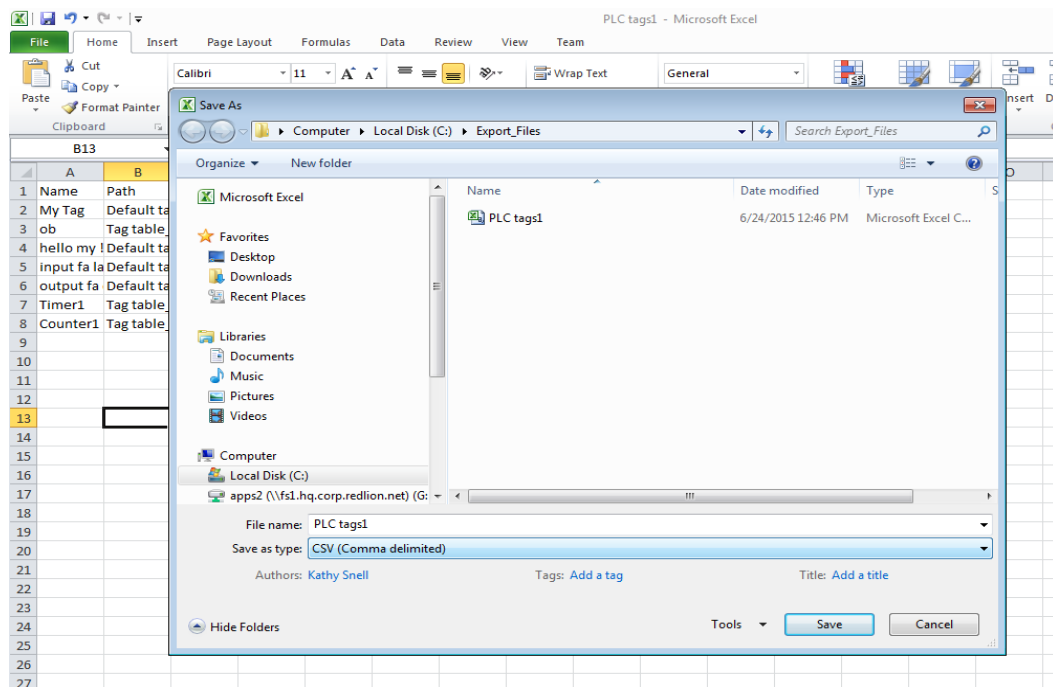 PLC tags1 - Microsoft Excel
File Home Insert Page Layout Formulas Data Review View Team
Cut
Copy
Format Painter
Paste
Clipboard
Calibri 11 A A Wrap Text General
nsert D
B13
Save As
Computer Local Disk (C:) Export_Files Search Export_Files
Organize New folder
A B O
1 Name Path
2 My Tag Default ta
3 ob Tag table_
4 hello my ! Default ta
5 input fa la Default ta
6 output fa Default ta
7 Timer1 Tag table_
8 Counter1 Tag table_
9
10
11
12
13
14
15
16
17
18
19
20
21
22
23
24
25
26
27
Microsoft Excel
Favorites
Desktop
Downloads
Recent Places
Libraries
Documents
Music
Pictures
Videos
Computer
Local Disk (C:)
apps2 (\\fs1.hq.corp.redlion.net) (G:
Name Date modified Type S
PLC tags1 6/24/2015 12:46 PM Microsoft Excel C...
File name: PLC tags1
Save as type: CSV (Comma delimited)
Authors: Kathy Snell Tags: Add a tag Title: Add a title
Hide Folders Tools Save Cancel